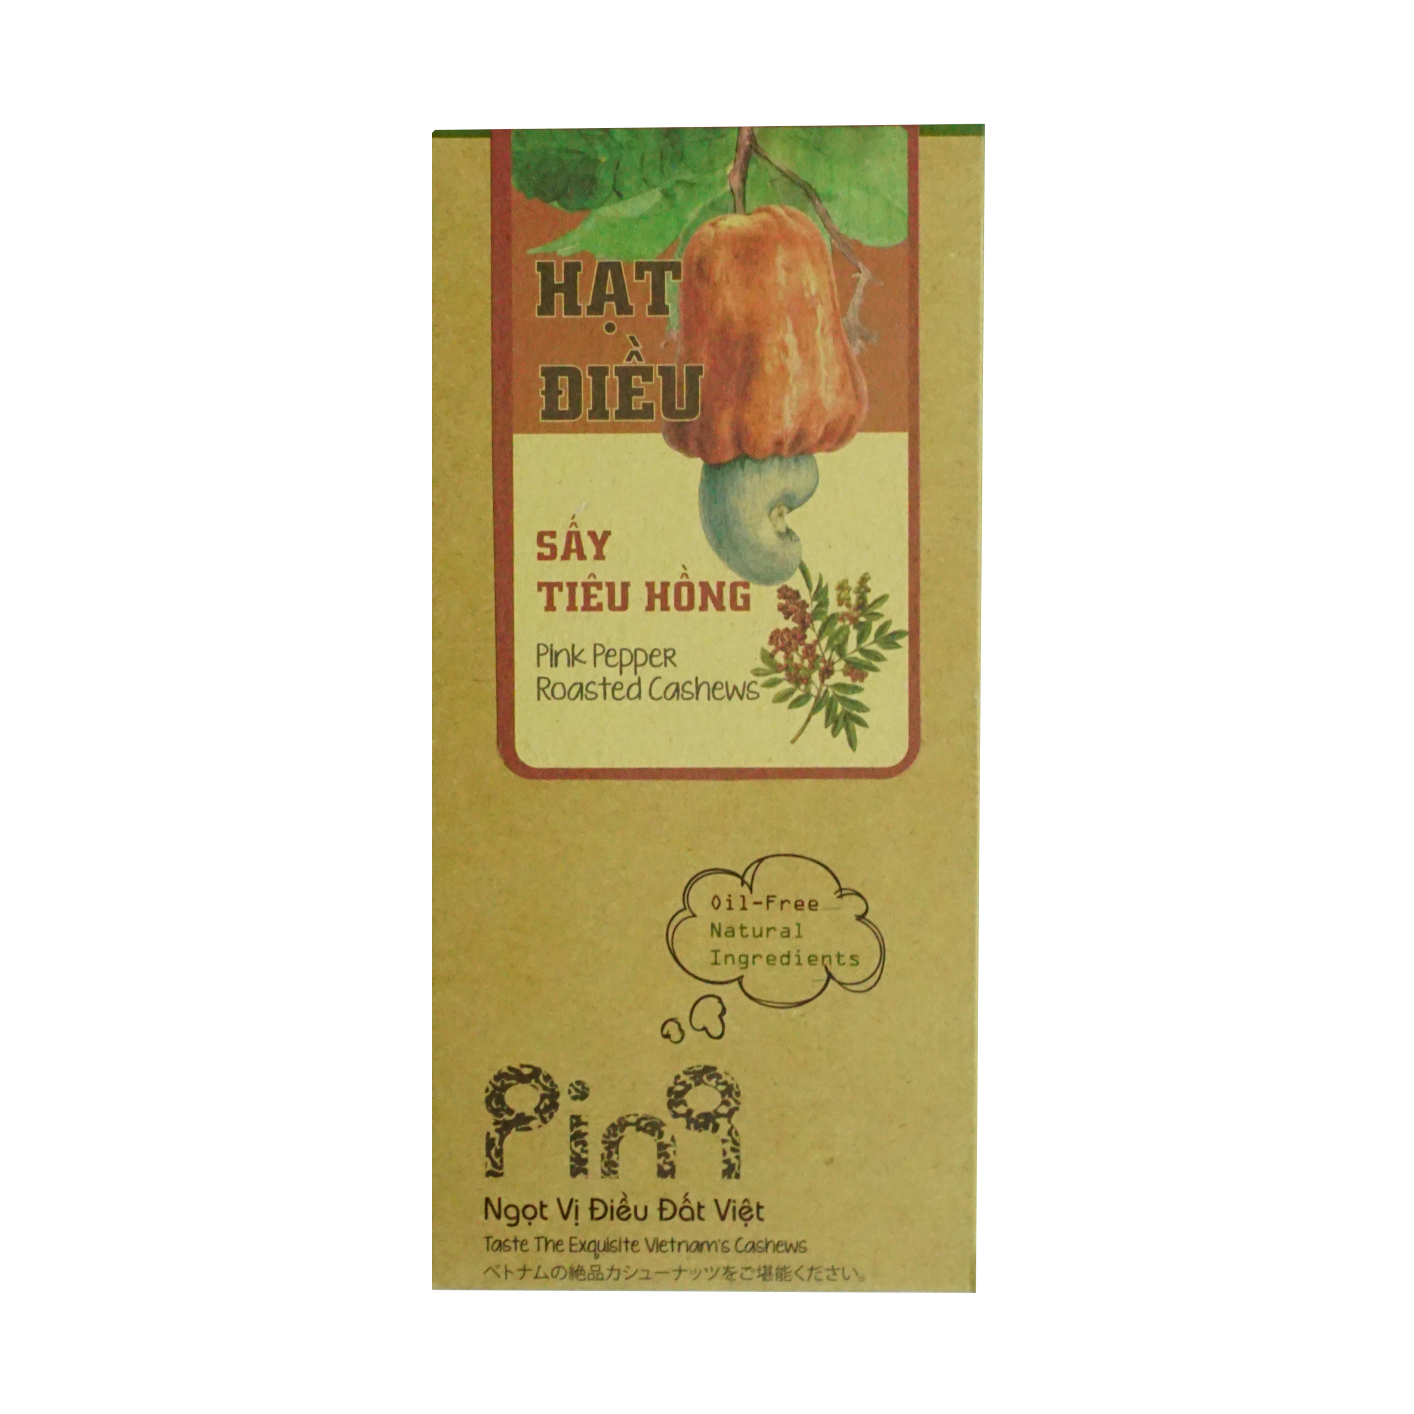 HẠT
ĐIỀU
SẤY
TIÊU HỒNG
Pink Pepper
Roasted Cashews
Oil-Free
Natural
Ingredients
Pinq
Ngọt Vị Điều Đất Việt
Taste The Exquisite Vietnam's Cashews
ベトナムの絶品カシューナッツをご堪能ください。